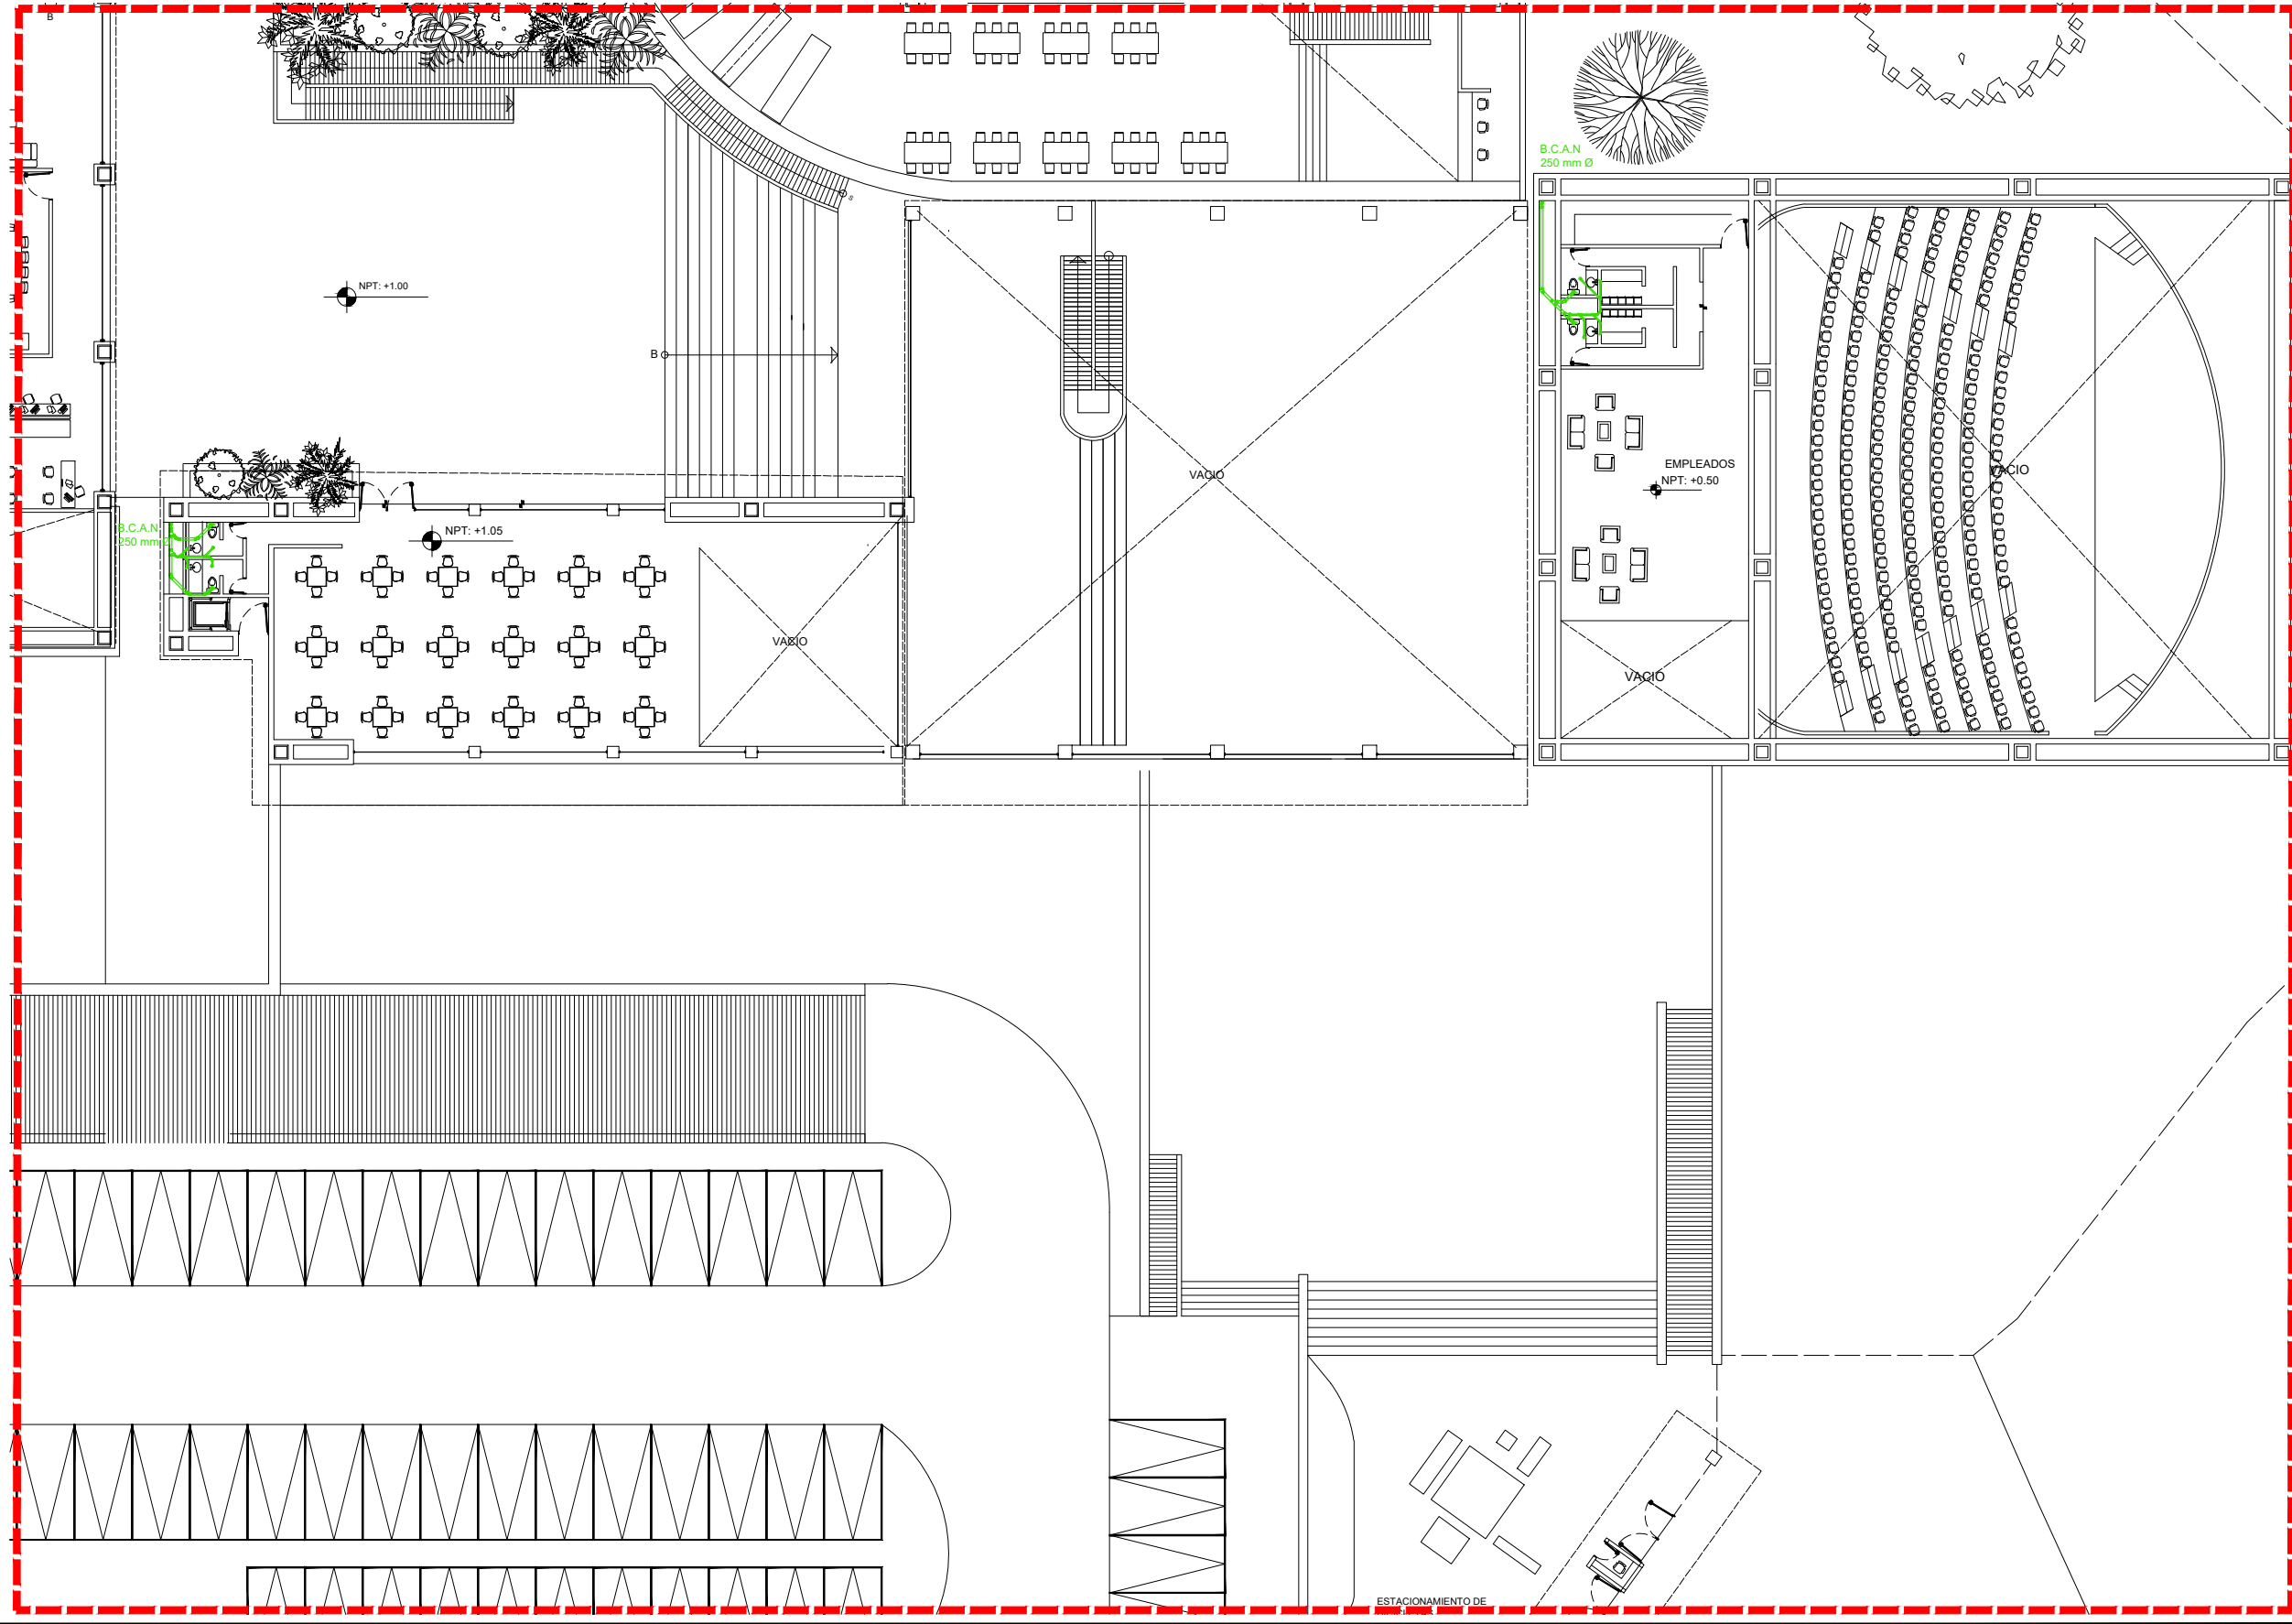 B
B.C.A.N
250 mm Ø
S
NPT: +1.00
B
VACIO
EMPLEADOS
NPT: +0.50
VACIO
B.C.A.N
250 mm Ø
NPT: +1.05
VACIO
VACIO
ESTACIONAMIENTO DE